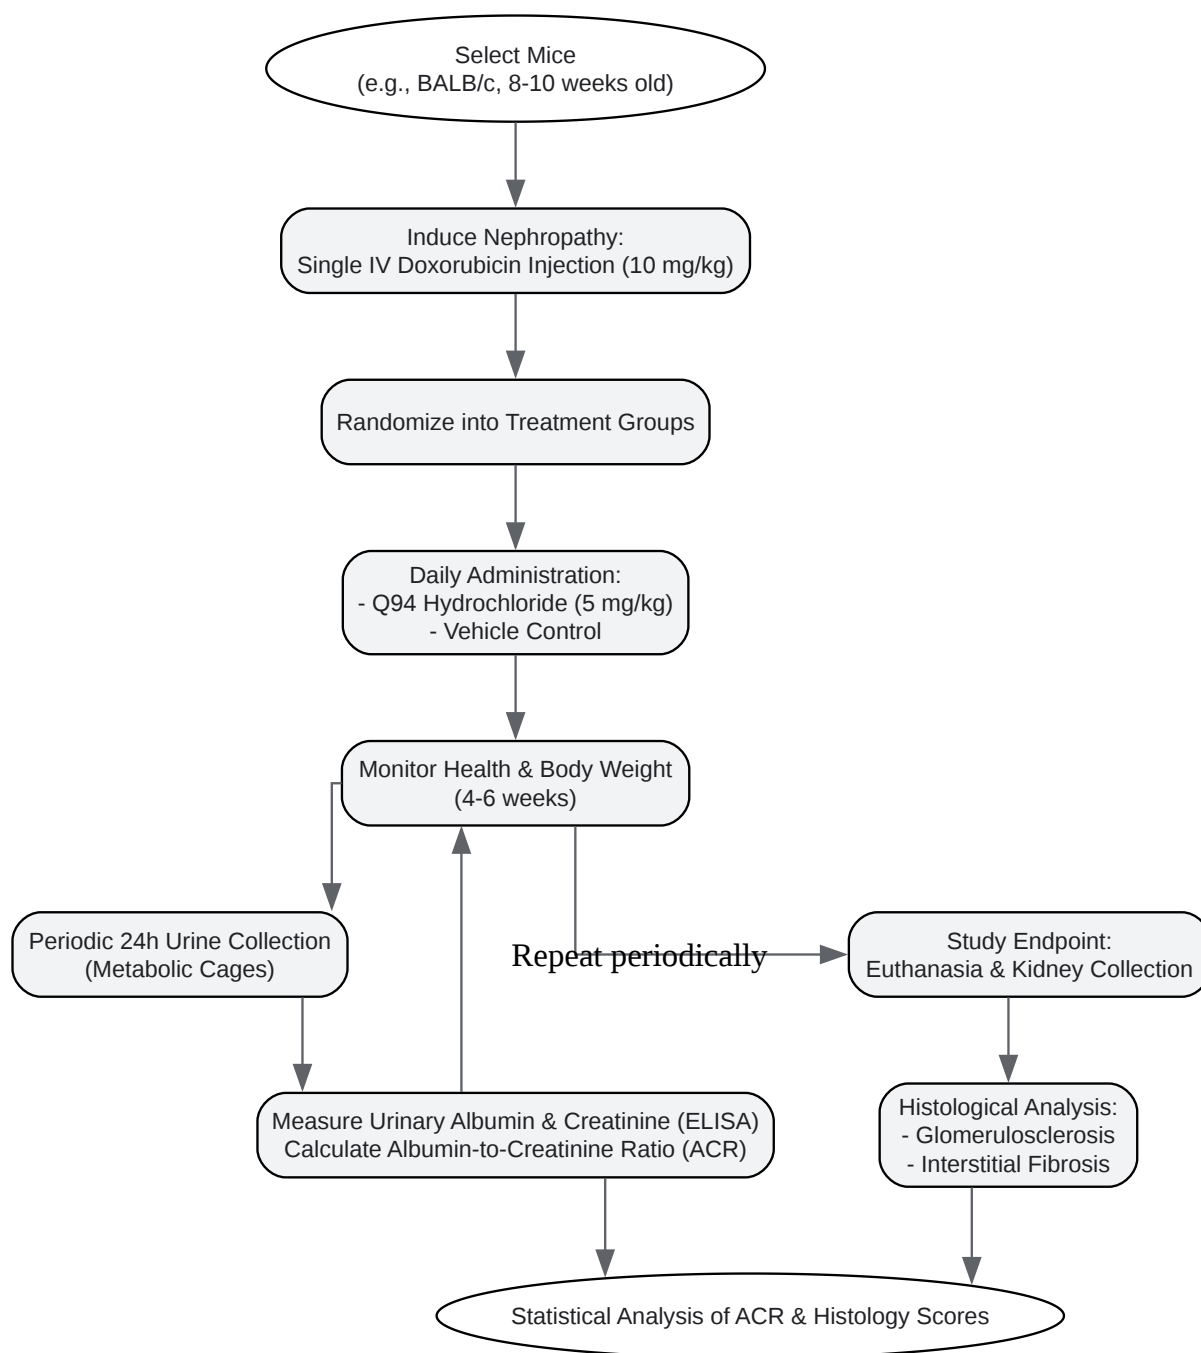 Select Mice
(e.g., BALB/c, 8-10 weeks old)
Induce Nephropathy:
Single IV Doxorubicin Injection (10 mg/kg)
Randomize into Treatment Groups
Daily Administration:
- Q94 Hydrochloride (5 mg/kg)
- Vehicle Control
Monitor Health & Body Weight
(4-6 weeks)
Periodic 24h Urine Collection
(Metabolic Cages)
Repeat periodically
Study Endpoint:
Euthanasia & Kidney Collection
Measure Urinary Albumin & Creatinine (ELISA)
Calculate Albumin-to-Creatinine Ratio (ACR)
Histological Analysis:
- Glomerulosclerosis
- Interstitial Fibrosis
Statistical Analysis of ACR & Histology Scores